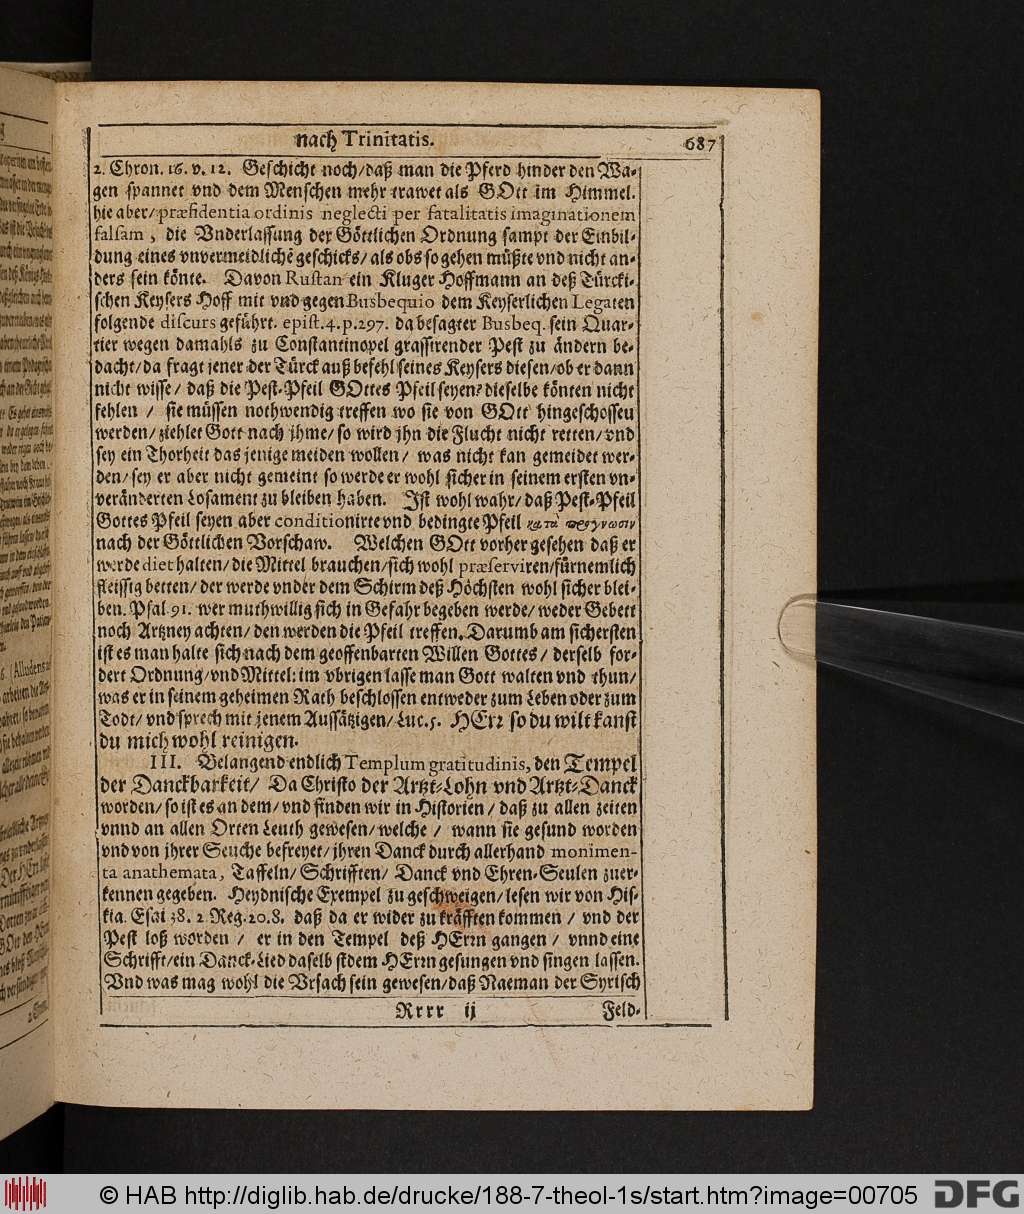 nach Trinitatis. 687
2. Chron. 16. v. 12. Geschicht noch/daß man die Pferd hinder den Wa-
gen spannet vnd dem Menschen mehr trawet als GOtt im Himmel.
hie aber/præsidentia ordinis neglecti per fatalitatis imaginationem
falsam, die Vnderlassung der Göttlichen Ordnung sampt der Einbil-
dung eines vnvermeidlichẽ geschicks/als obs so gehen müßte vnd nicht an-
ders sein könte. Davon Rustan ein Kluger Hoffmann an deß Türcki-
schen Keysers Hoff mit vnd gegen Busbequio dem Keyserlichen Legaten
folgende discurs geführt. epist. 4. p. 297. da besagter Busbeq. sein Quar-
tier wegen damahls zu Constantinopel grassirender Pest zu ändern be-
dacht/da fragt jener der Türck auß befehl seines Keysers diesen/ob er dann
nicht wisse/ daß die Pest-Pfeil GOttes Pfeil seyen? dieselbe könten nicht
fehlen / sie müssen nothwendig treffen wo sie von GOtt hingeschossen
werden/ziehlet Gott nach jhme/so wird jhn die Flucht nicht retten/vnd
sey ein Thorheit das jenige meiden wollen/ was nicht kan gemeidet wer-
den/sey er aber nicht gemeint so werde er wohl sicher in seinem ersten vn-
veränderten Losament zu bleiben haben. Ist wohl wahr/daß Pest-Pfeil
Gottes Pfeil seyen aber conditionirte vnd bedingte Pfeil κατὰ πρόγνωσιν
nach der Göttlichen Vorschaw. Welchen GOtt vorher gesehen daß er
werde diet halten/die Mittel brauchen/sich wohl præserviren/fürnemlich
fleissig betten/der werde vnder dem Schirm deß Höchsten wohl sicher blei-
ben. Psal. 91. wer muthwillig sich in Gefahr begeben werde/weder Gebett
noch Artzney achten/den werden die Pfeil treffen. Darumb am sichersten
ist es man halte sich nach dem geoffenbarten Willen Gottes/ derselb for-
dert Ordnung/vnd Mittel: im vbrigen lasse man Gott walten vnd thun/
was er in seinem geheimen Rath beschlossen entweder zum Leben oder zum
Todt/vnd sprech mit jenem Aussätzigen/Luc. 5. HErr so du wilt kanst
du mich wohl reinigen.
III. Belangend endlich Templum gratitudinis, den Tempel
der Danckbarkeit/ Da Christo der Artzt-Lohn vnd Artzt-Danck
worden/so ist es an dem/vnd finden wir in Historien/daß zu allen zeiten
vnnd an allen Orten Leuth gewesen/welche / wann sie gesund worden
vnd von jhrer Seuche befreyet/jhren Danck durch allerhand monimen-
ta anathemata, Taffeln/Schrifften/ Danck vnd Ehren-Seulen zuer-
kennen gegeben. Heydnische Exempel zu geschweigen/lesen wir von His-
kia. Esai 38. 2. Reg. 20. 8. daß da er wider zu kräfften kommen/ vnd der
Pest loß worden / er in den Tempel deß HErrn gangen/ vnnd eine
Schrifft/ein Danck-Lied daselbst dem HErrn gesungen vnd singen lassen.
Vnd was mag wohl die Vrsach sein gewesen/daß Naeman der Syrisch
Rrrr ij Feld-
© HAB http://diglib.hab.de/drucke/188-7-theol-1s/start.htm?image=00705 DFG